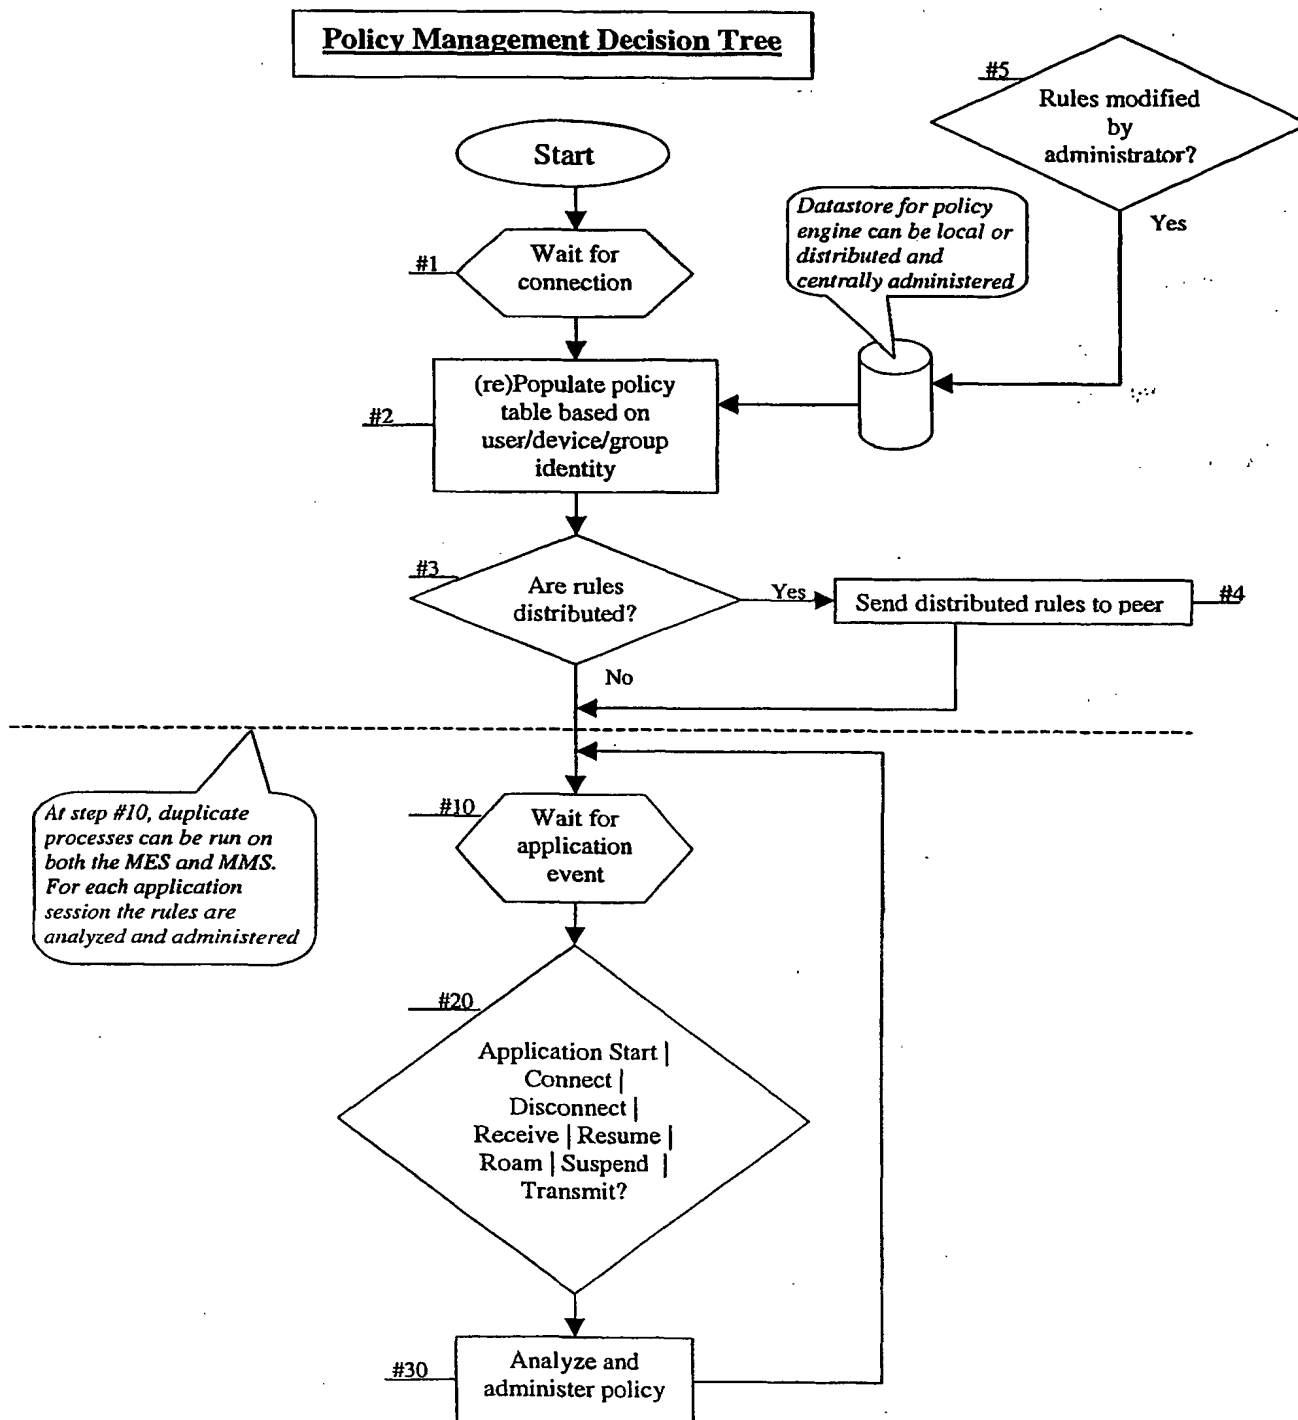 Policy Management Decision Tree
#5
Rules modified
by
administrator?
Yes
Start
Datastore for policy
engine can be local or
distributed and
centrally administered
#1
Wait for
connection
#2
(re)Populate policy
table based on
user/device/group
identity
#3
Are rules
distributed?
Yes
Send distributed rules to peer
#4
No
At step #10, duplicate
processes can be run on
both the MES and MMS.
For each application
session the rules are
analyzed and administered
#10
Wait for
application
event
#20
Application Start |
Connect |
Disconnect |
Receive | Resume |
Roam | Suspend |
Transmit?
#30
Analyze and
administer policy